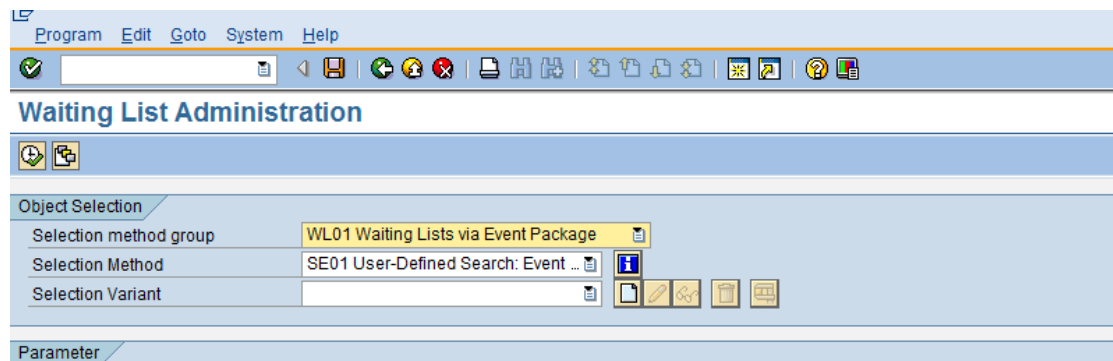 Program Edit Goto System Help
Waiting List Administration
Object Selection
Selection method group WL01 Waiting Lists via Event Package
Selection Method SE01 User-Defined Search: Event ...
Selection Variant
Parameter